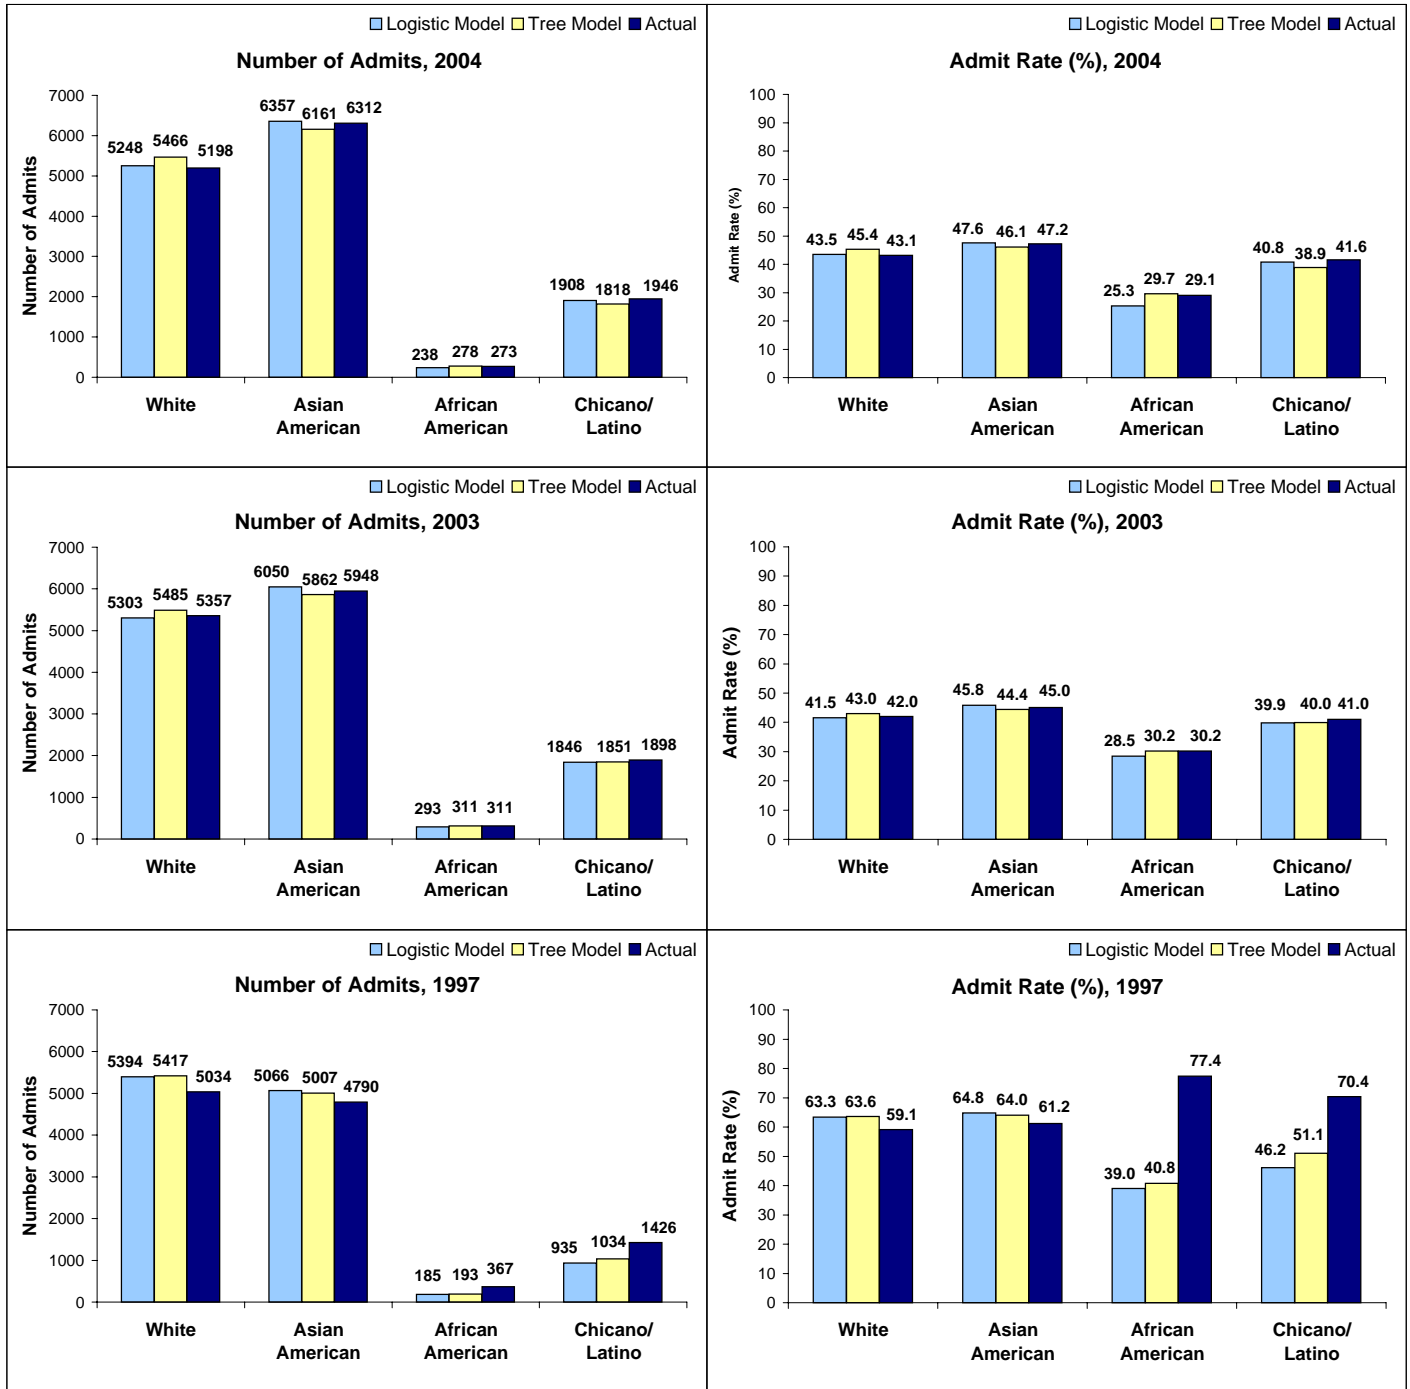 Logistic Model Tree Model Actual
Number of Admits, 2004
7000
6000
5000
4000
3000
2000
1000
0
Number of Admits
5248 5466 5198
6357 6161 6312
238 278 273
1908 1818 1946
White Asian American African American Chicano/ Latino
Logistic Model Tree Model Actual
Admit Rate (%), 2004
100
90
80
70
60
50
40
30
20
10
0
Admit Rate (%)
43.5 45.4 43.1
47.6 46.1 47.2
25.3 29.7 29.1
40.8 38.9 41.6
White Asian American African American Chicano/ Latino
Logistic Model Tree Model Actual
Number of Admits, 2003
7000
6000
5000
4000
3000
2000
1000
0
Number of Admits
5303 5485 5357
6050 5862 5948
293 311 311
1846 1851 1898
White Asian American African American Chicano/ Latino
Logistic Model Tree Model Actual
Admit Rate (%), 2003
100
90
80
70
60
50
40
30
20
10
0
Admit Rate (%)
41.5 43.0 42.0
45.8 44.4 45.0
28.5 30.2 30.2
39.9 40.0 41.0
White Asian American African American Chicano/ Latino
Logistic Model Tree Model Actual
Number of Admits, 1997
7000
6000
5000
4000
3000
2000
1000
0
Number of Admits
5394 5417 5034
5066 5007 4790
185 193 367
935 1034 1426
White Asian American African American Chicano/ Latino
Logistic Model Tree Model Actual
Admit Rate (%), 1997
100
90
80
70
60
50
40
30
20
10
0
Admit Rate (%)
63.3 63.6 59.1
64.8 64.0 61.2
39.0 40.8 77.4
46.2 51.1 70.4
White Asian American African American Chicano/ Latino